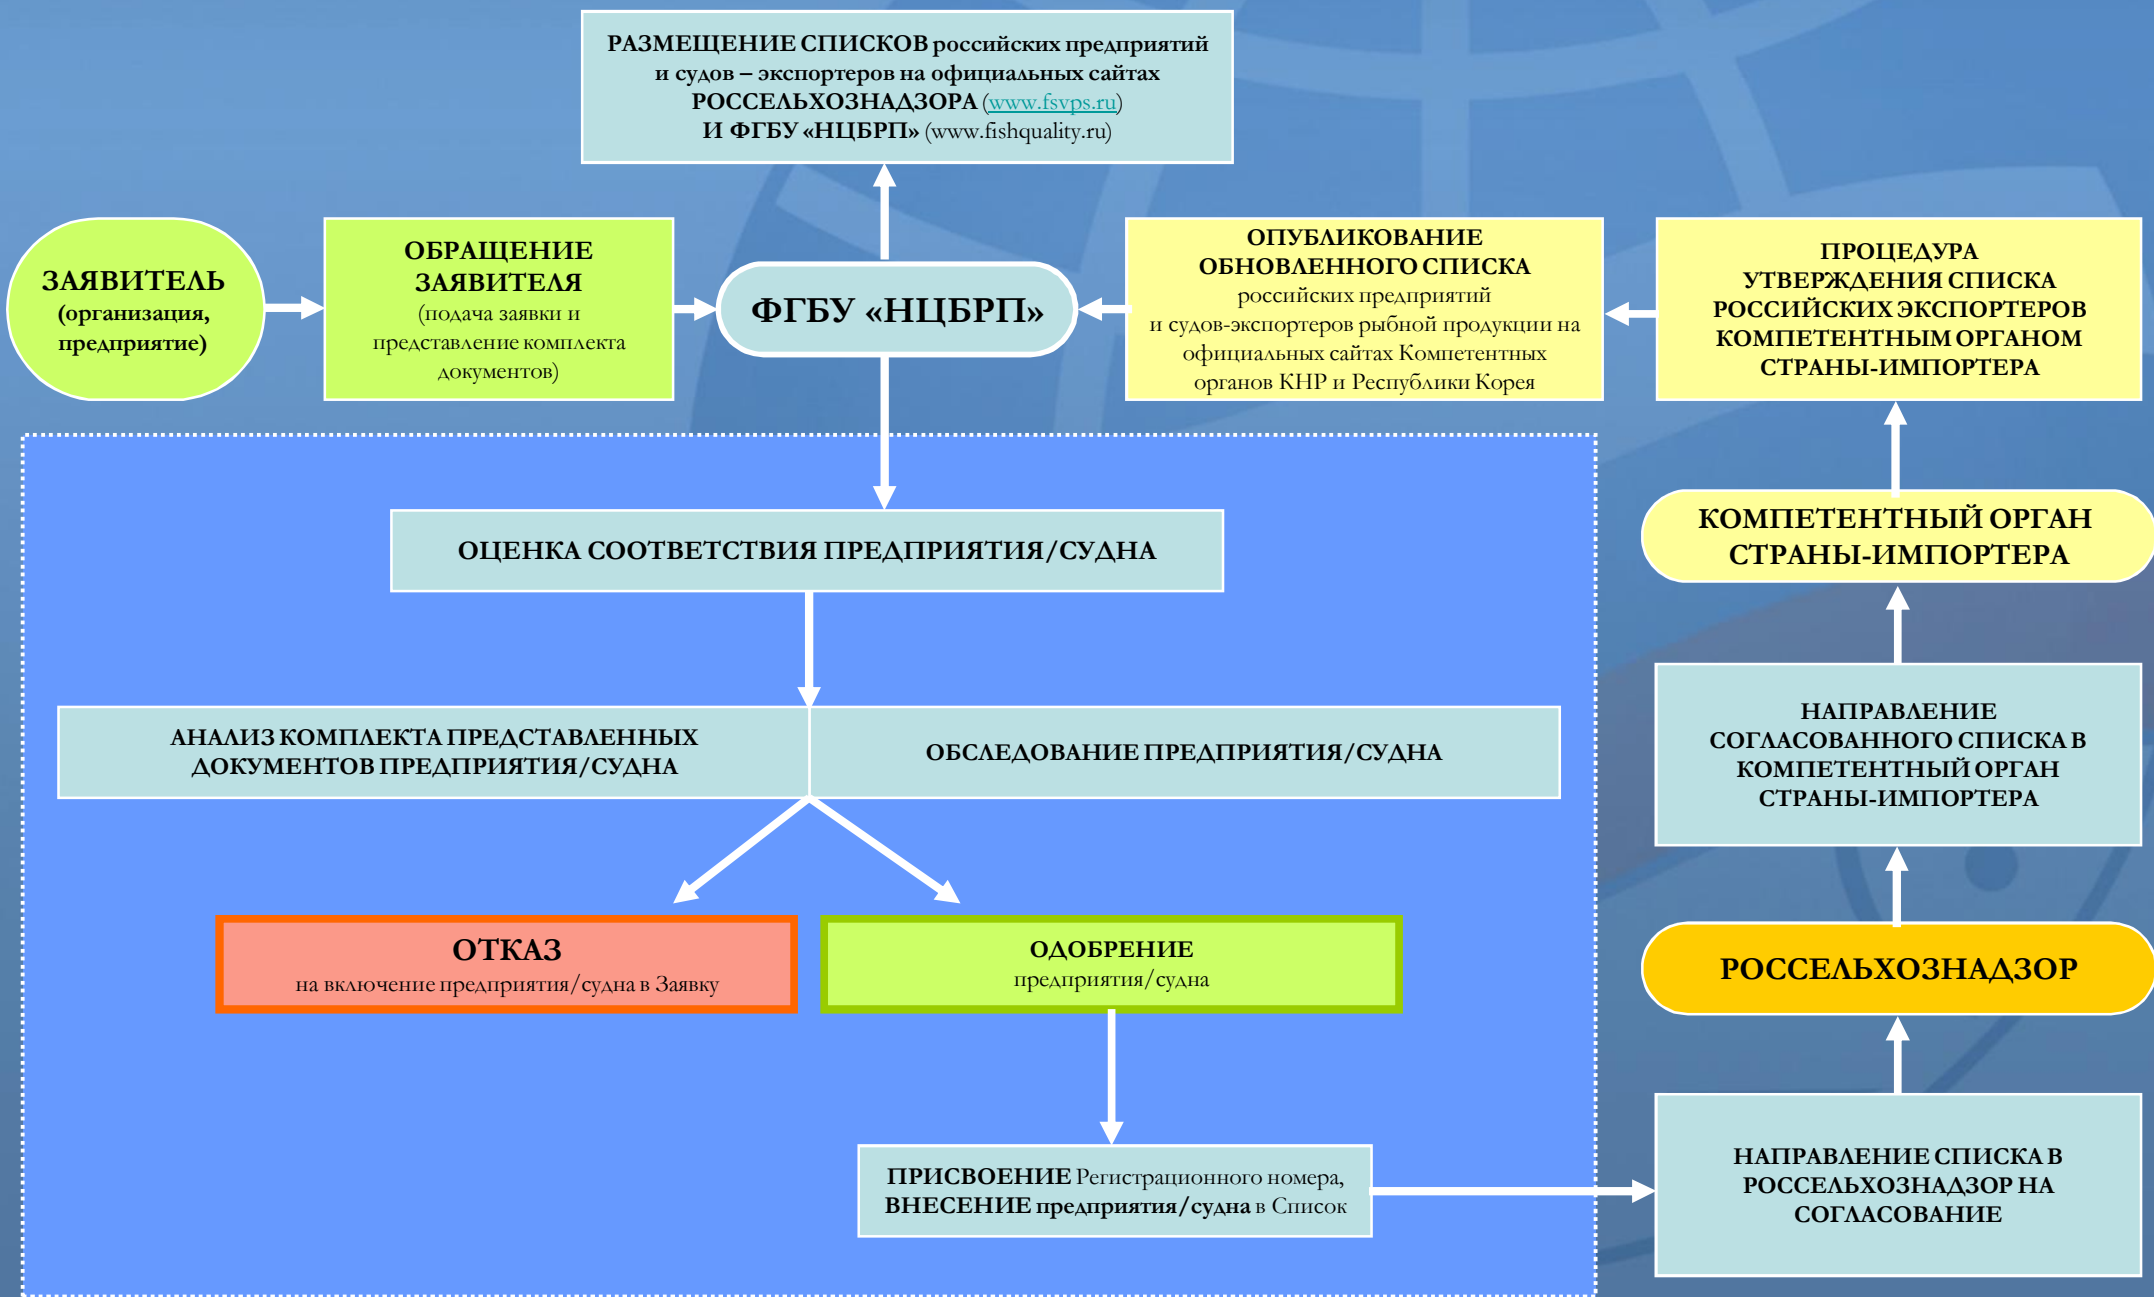 РАЗМЕЩЕНИЕ СПИСКОВ российских предприятий
и судов – экспортеров на официальных сайтах
РОССЕЛЬХОЗНАДЗОРА (www.fsvps.ru)
И ФГБУ «НЦБРП» (www.fishquality.ru)
ЗАЯВИТЕЛЬ
(организация,
предприятие)
ОБРАЩЕНИЕ
ЗАЯВИТЕЛЯ
(подача заявки и
представление комплекта
документов)
ФГБУ «НЦБРП»
ОПУБЛИКОВАНИЕ
ОБНОВЛЕННОГО СПИСКА
российских предприятий
и судов-экспортеров рыбной продукции на
официальных сайтах Компетентных
органов КНР и Республики Корея
ПРОЦЕДУРА
УТВЕРЖДЕНИЯ СПИСКА
РОССИЙСКИХ ЭКСПОРТЕРОВ
КОМПЕТЕНТНЫМ ОРГАНОМ
СТРАНЫ-ИМПОРТЕРА
ОЦЕНКА СООТВЕТСТВИЯ ПРЕДПРИЯТИЯ/СУДНА
КОМПЕТЕНТНЫЙ ОРГАН
СТРАНЫ-ИМПОРТЕРА
АНАЛИЗ КОМПЛЕКТА ПРЕДСТАВЛЕННЫХ
ДОКУМЕНТОВ ПРЕДПРИЯТИЯ/СУДНА
ОБСЛЕДОВАНИЕ ПРЕДПРИЯТИЯ/СУДНА
НАПРАВЛЕНИЕ
СОГЛАСОВАННОГО СПИСКА В
КОМПЕТЕНТНЫЙ ОРГАН
СТРАНЫ-ИМПОРТЕРА
ОТКАЗ
на включение предприятия/судна в Заявку
ОДОБРЕНИЕ
предприятия/судна
РОССЕЛЬХОЗНАДЗОР
ПРИСВОЕНИЕ Регистрационного номера,
ВНЕСЕНИЕ предприятия/судна в Список
НАПРАВЛЕНИЕ СПИСКА В
РОССЕЛЬХОЗНАДЗОР НА
СОГЛАСОВАНИЕ